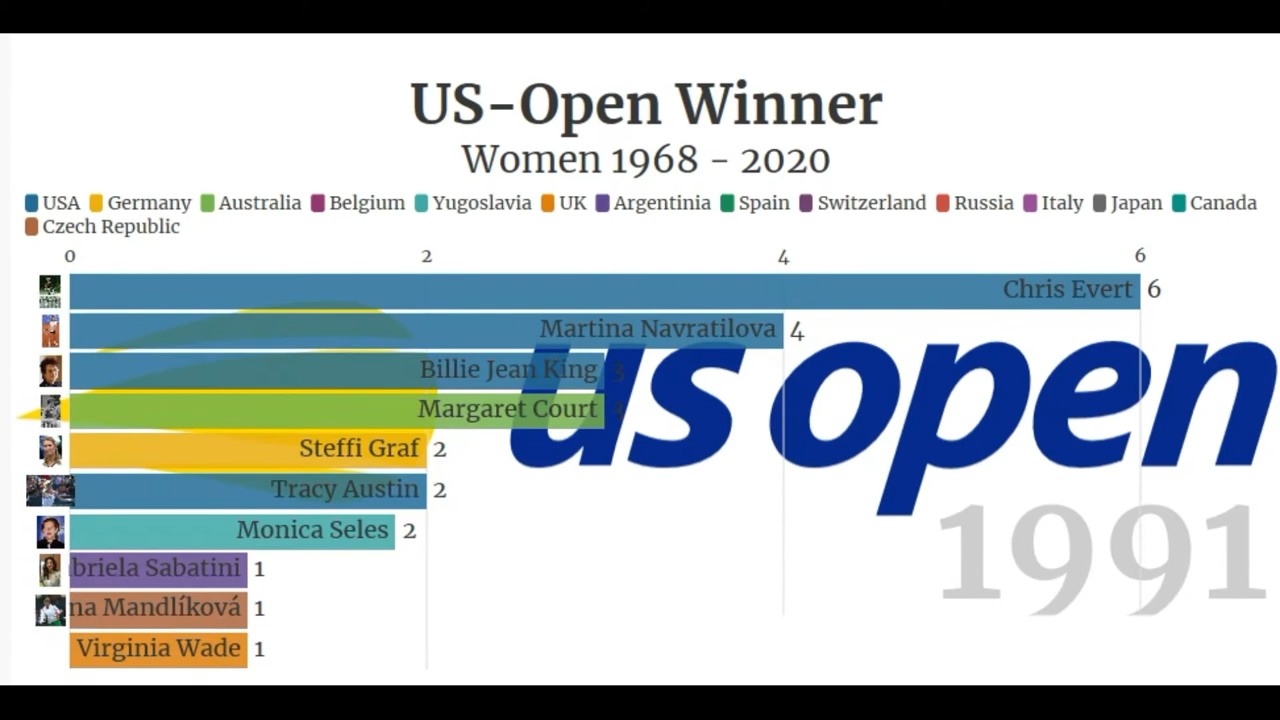 US-Open Winner
Women 1968 - 2020
USA Germany Australia Belgium Yugoslavia UK Argentinia Spain Switzerland Russia Italy Japan Canada
Czech Republic
0 2 4 6
Chris Evert 6
Martina Navratilova 4
Billie Jean King 3
Margaret Court 3
us open
Steffi Graf 2
Tracy Austin 2
Monica Seles 2
1991
briela Sabatini 1
na Mandlíková 1
Virginia Wade 1